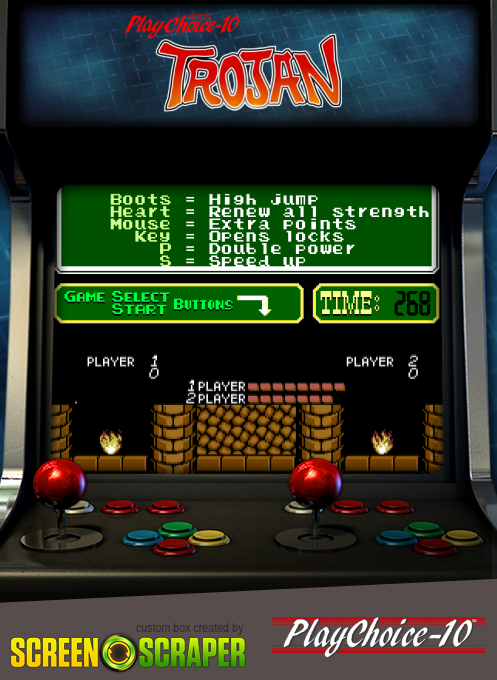 PlayChoice-10
TROJAN
Boots = High jump
Heart = Renew all strength
Mouse = Extra points
Key = Opens locks
P = Double power
S = Speed up
GAME SELECT
START BUTTONS
TIME: 268
PLAYER 1
0
PLAYER 2
0
1 PLAYER
2 PLAYER
custom box created by
SCREEN SCRAPER
PlayChoice-10™